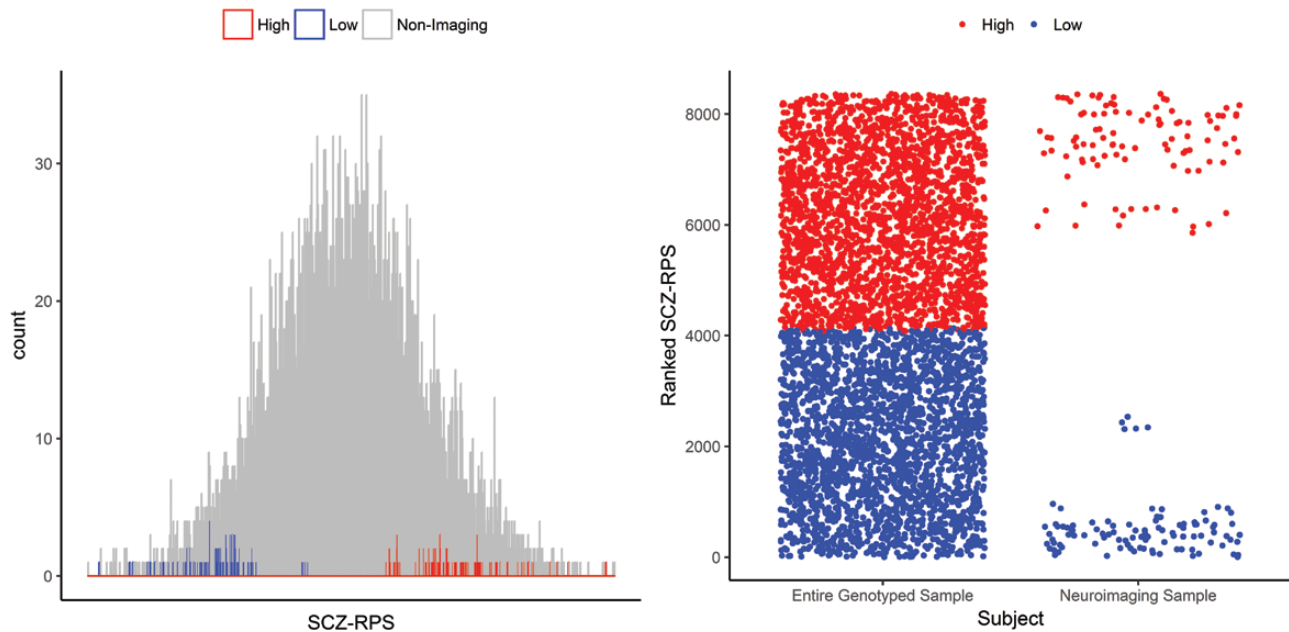 High Low Non-Imaging
count
30
20
10
0
SCZ-RPS
High Low
Ranked SCZ-RPS
8000
6000
4000
2000
0
Entire Genotyped Sample Neuroimaging Sample
Subject